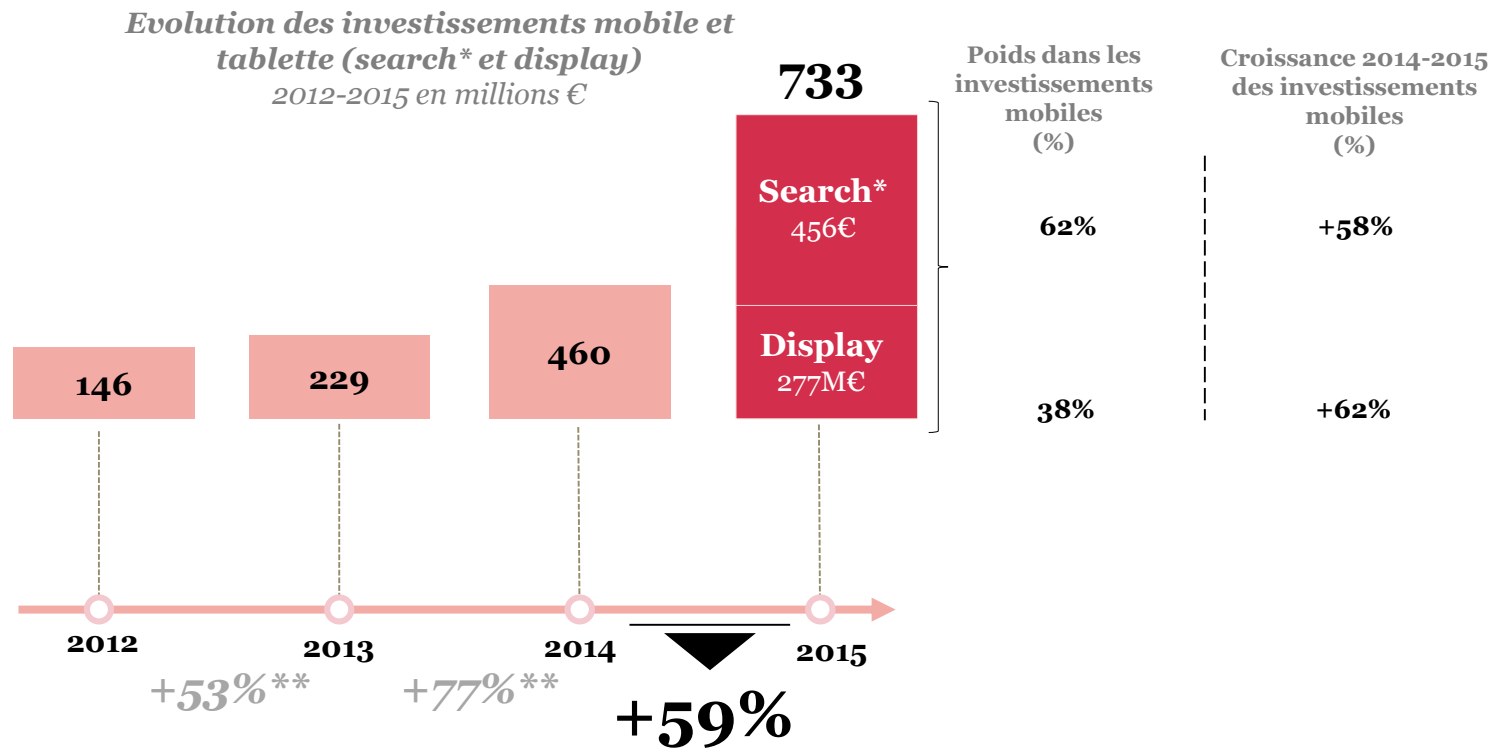 Evolution des investissements mobile et
tablette (search* et display)
2012-2015 en millions €
733
Poids dans les
investissements
mobiles
(%)
Croissance 2014-2015
des investissements
mobiles
(%)
Search*
456€
62%
+58%
Display
277M€
38%
+62%
146
229
460
2012
2013
2014
2015
+53%**
+77%**
+59%